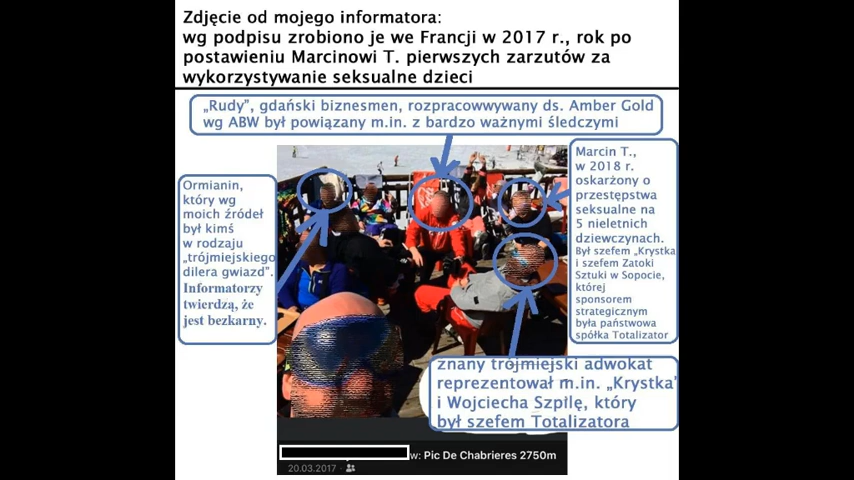 Zdjęcie od mojego informatora:
wg podpisu zrobiono je we Francji w 2017 r., rok po
postawieniu Marcinowi T. pierwszych zarzutów za
wykorzystywanie seksualne dzieci
„Rudy”, gdański biznesmen, rozpracowwywany ds. Amber Gold
wg ABW był powiązany m.in. z bardzo ważnymi śledczymi
Ormianin,
który wg
moich źródeł
był kimś
w rodzaju
„trójmiejskiego
dilera gwiazd”.
Informatorzy
twierdzą, że
jest bezkarny.
Marcin T.,
w 2018 r.
oskarżony o
przestępstwa
seksualne na
5 nieletnich
dziewczynach.
Był szefem „Krystka
i szefem Zatoki
Sztuki w Sopocie,
której
sponsorem
strategicznym
była państwowa
spółka Totalizator
znany trójmiejski adwokat
reprezentował m.in. „Krystka”
i Wojciecha Szpilę, który
był szefem Totalizatora
w: Pic De Chabrieres 2750m
20.03.2017